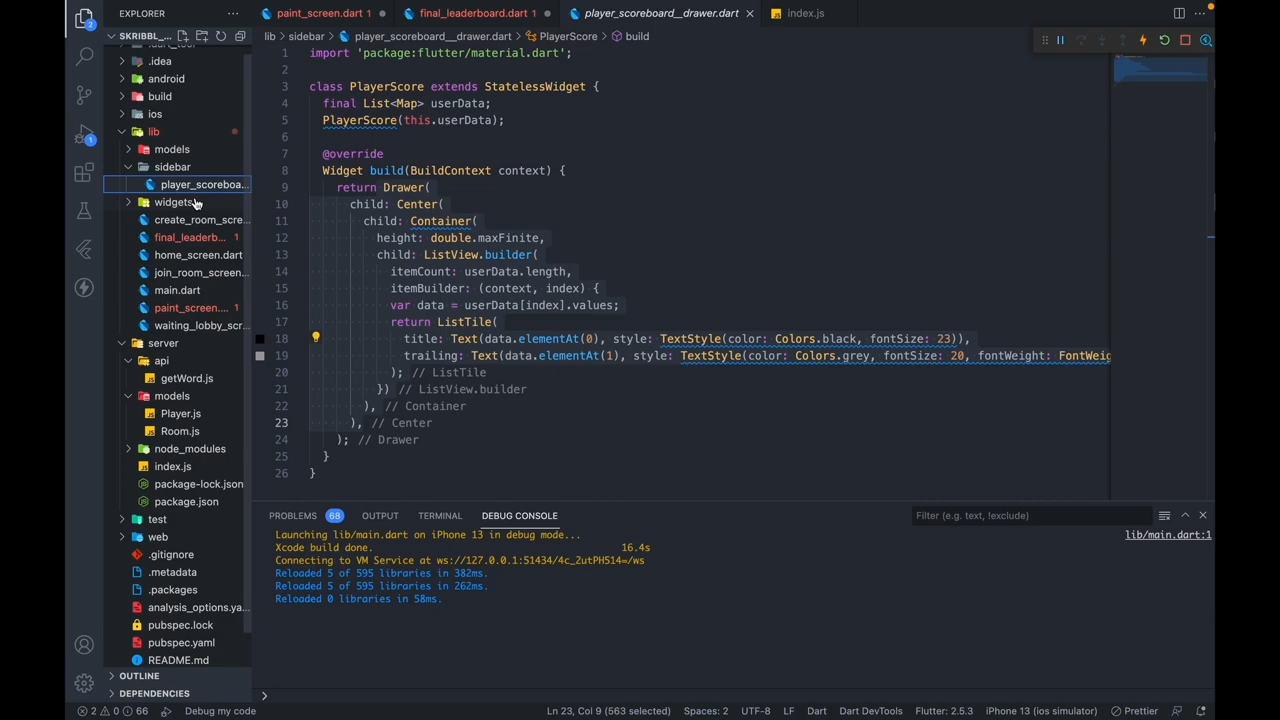 EXPLORER
···
paint_screen.dart 1
final_leaderboard.dart 1
player_scoreboard__drawer.dart
index.js
SKRIBBL_...
lib > sidebar > player_scoreboard__drawer.dart > PlayerScore > build
.dart_tool
.idea
android
build
ios
lib
models
sidebar
player_scoreboa...
widgets
create_room_scre...
final_leaderb... 1
home_screen.dart
join_room_screen...
main.dart
paint_screen.... 1
waiting_lobby_scr...
server
api
getWord.js
models
Player.js
Room.js
node_modules
index.js
package-lock.json
package.json
test
web
.gitignore
.metadata
.packages
analysis_options.ya...
pubspec.lock
pubspec.yaml
README.md
OUTLINE
DEPENDENCIES
2
1
1 import 'package:flutter/material.dart';
2
3 class PlayerScore extends StatelessWidget {
4 final List<Map> userData;
5 PlayerScore(this.userData);
6
7 @override
8 Widget build(BuildContext context) {
9 return Drawer(
10 child: Center(
11 child: Container(
12 height: double.maxFinite,
13 child: ListView.builder(
14 itemCount: userData.length,
15 itemBuilder: (context, index) {
16 var data = userData[index].values;
17 return ListTile(
18 title: Text(data.elementAt(0), style: TextStyle(color: Colors.black, fontSize: 23)),
19 trailing: Text(data.elementAt(1), style: TextStyle(color: Colors.grey, fontSize: 20, fontWeight: FontWeig
20 ); // ListTile
21 }) // ListView.builder
22 ), // Container
23 ), // Center
24 ); // Drawer
25 }
26 }
PROBLEMS 68 OUTPUT TERMINAL DEBUG CONSOLE
Filter (e.g. text, !exclude)
Launching lib/main.dart on iPhone 13 in debug mode... lib/main.dart:1
Xcode build done. 16.4s
Connecting to VM Service at ws://127.0.0.1:51434/4c_2utPH514=/ws
Reloaded 5 of 595 libraries in 382ms.
Reloaded 5 of 595 libraries in 262ms.
Reloaded 0 libraries in 58ms.
2 0 66 Debug my code Ln 23, Col 9 (563 selected) Spaces: 2 UTF-8 LF Dart Dart DevTools Flutter: 2.5.3 iPhone 13 (ios simulator) Prettier